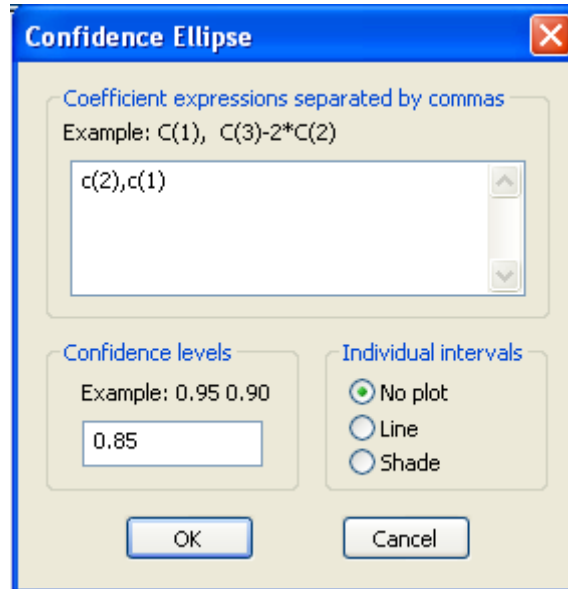 Confidence Ellipse
Coefficient expressions separated by commas
Example: C(1), C(3)-2*C(2)
c(2),c(1)
Confidence levels
Example: 0.95 0.90
0.85
Individual intervals
No plot
Line
Shade
OK
Cancel